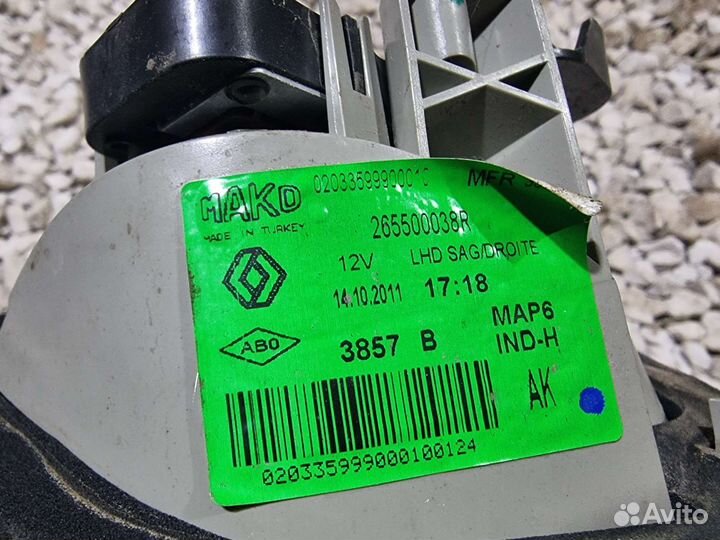 MAKO
MADE IN TURKEY
MFR
265500038R
12V
LHD SAG/DROITE
14.10.2011
17:18
ABO
3857 B
MAP6
IND-H
AK
020335999000100124
Avito